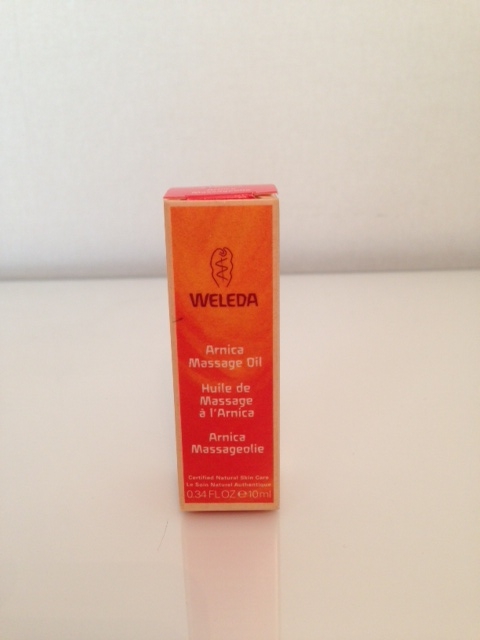 WELEDA
Arnica
Massage Oil
Huile de
Massage
à l'Arnica
Arnica
Massageolie
Certified Natural Skin Care
Le Soin Naturel Authentique
0.34 FL OZ ℮ 10ml